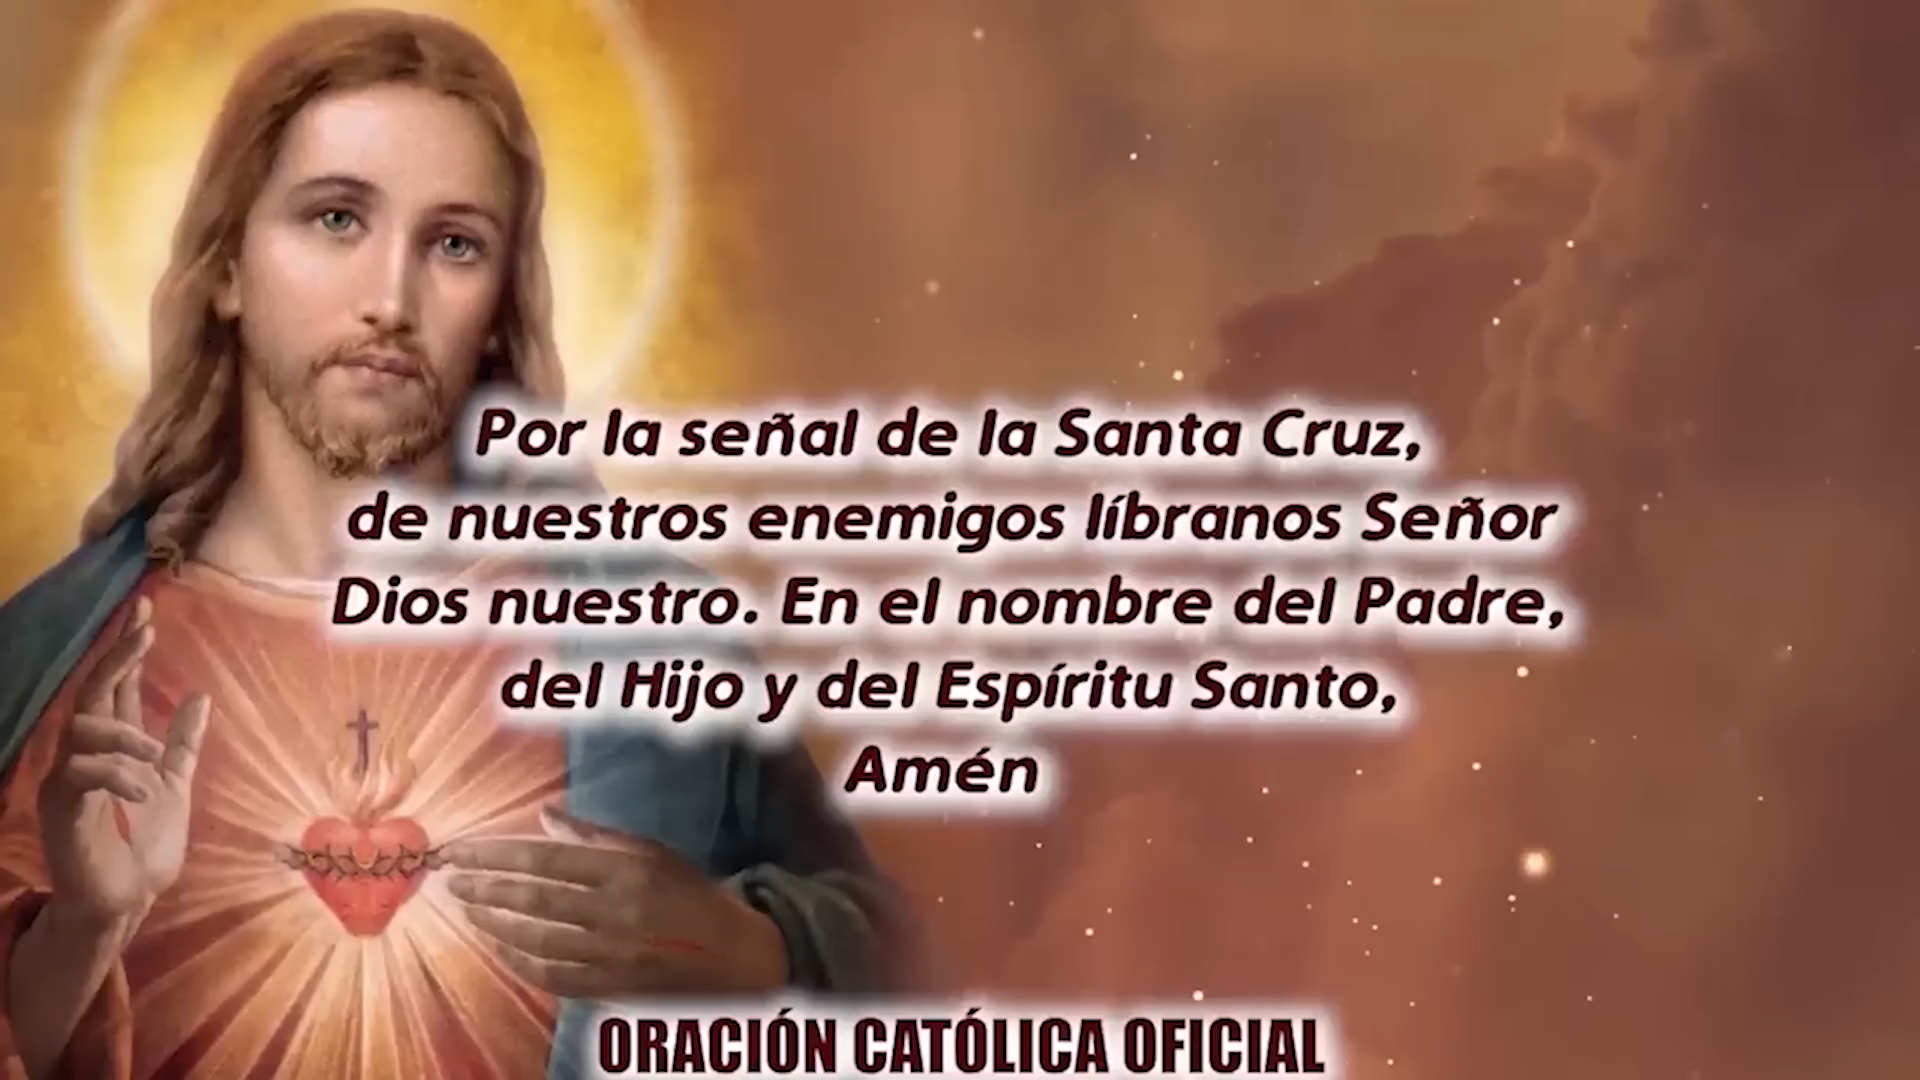 Por la señal de la Santa Cruz,
de nuestros enemigos líbranos Señor
Dios nuestro. En el nombre del Padre,
del Hijo y del Espíritu Santo,
Amén
ORACIÓN CATÓLICA OFICIAL